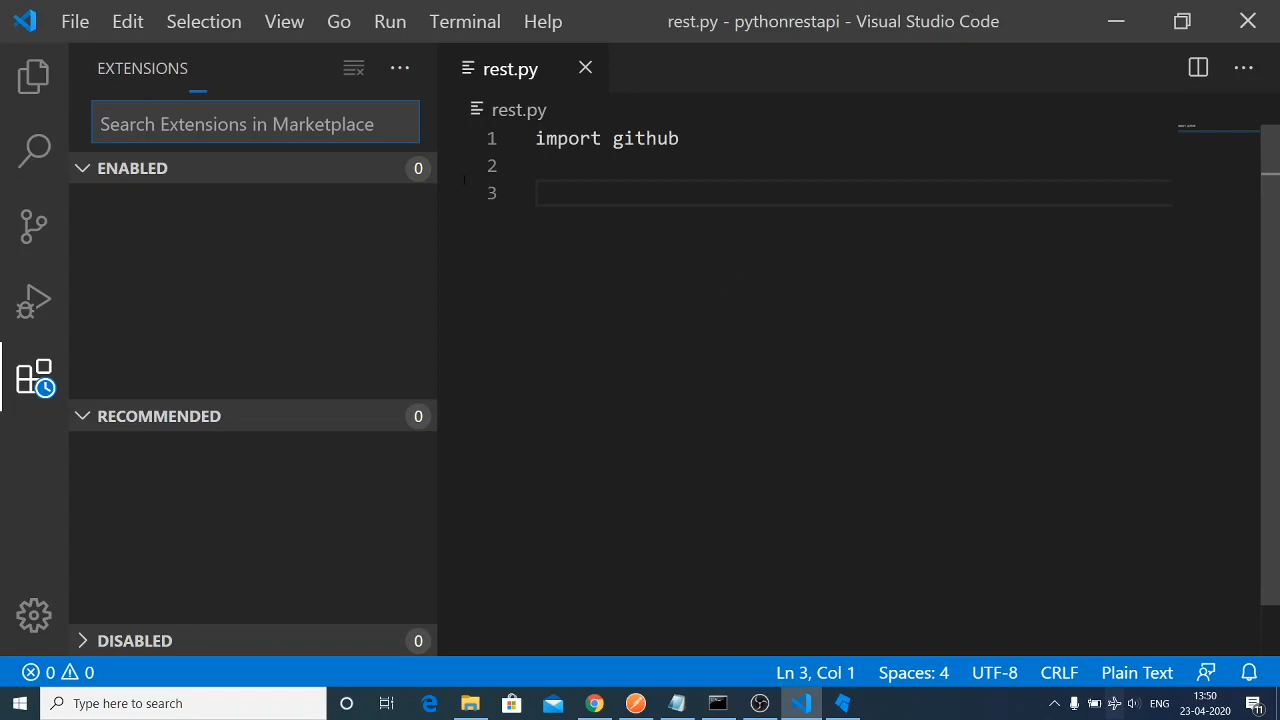 File Edit Selection View Go Run Terminal Help rest.py - pythonrestapi - Visual Studio Code
EXTENSIONS
rest.py
Search Extensions in Marketplace
rest.py
1 import github
ENABLED 0
2
3
RECOMMENDED 0
DISABLED 0
0 0 Ln 3, Col 1 Spaces: 4 UTF-8 CRLF Plain Text
Type here to search
ENG
13:50
23-04-2020